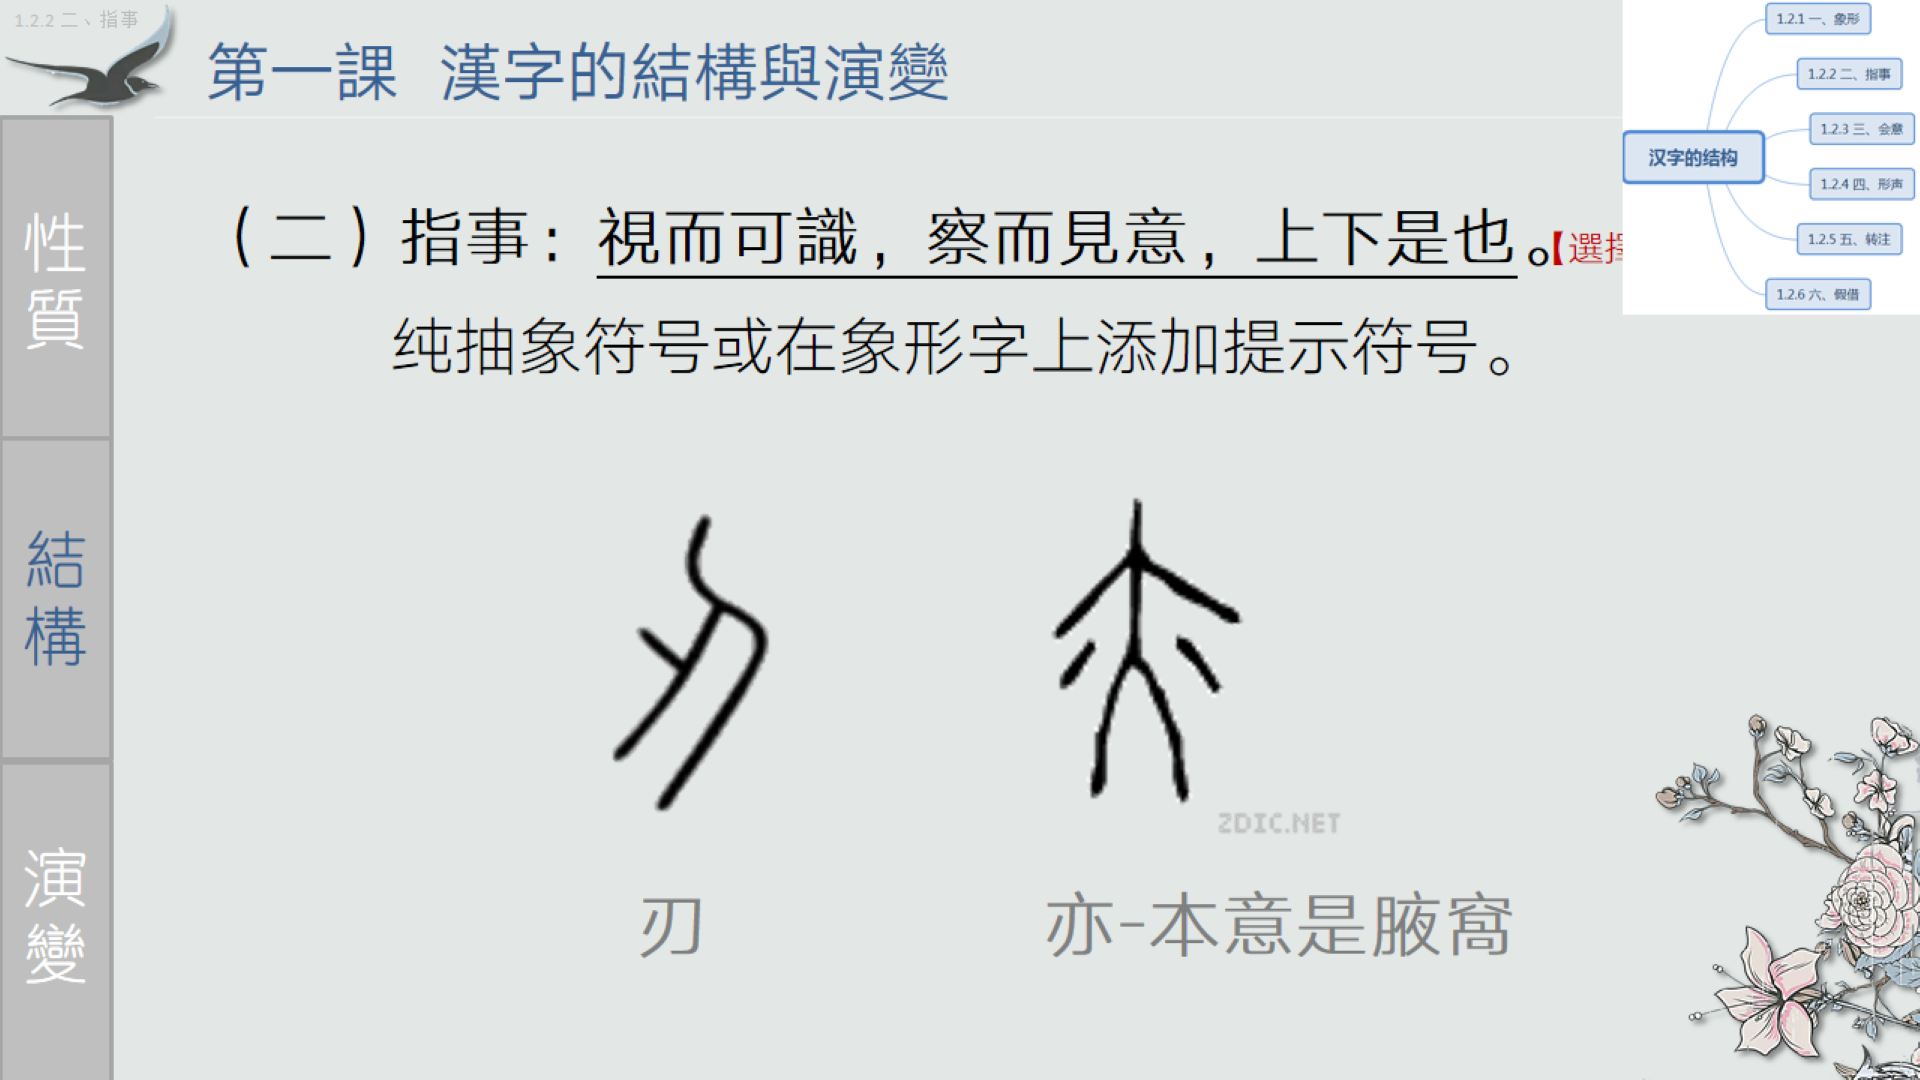 1.2.2 二、指事
第一課 漢字的結構與演變
性質
結構
演變
（二）指事：視而可識，察而見意，上下是也。【選擇
纯抽象符号或在象形字上添加提示符号。
ZDIC.NET
刃
亦-本意是腋窩
汉字的结构
1.2.1 一、象形
1.2.2 二、指事
1.2.3 三、会意
1.2.4 四、形声
1.2.5 五、转注
1.2.6 六、假借